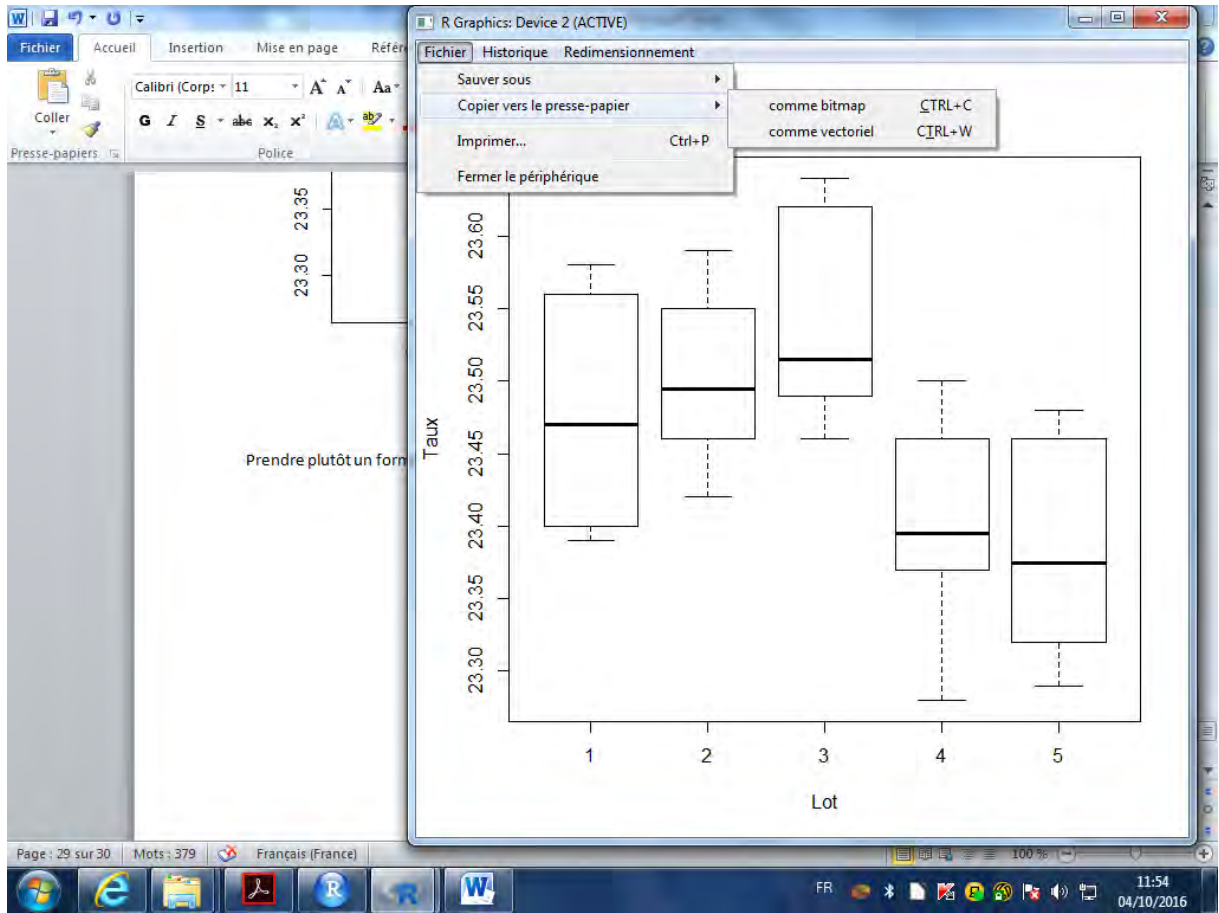 W
Fichier Accueil Insertion Mise en page
Calibri (Corp: 11 A A Aa
Coller
G I S abe x₂ x² A ab
Presse-papiers Police
23.35
23.30
Prendre plutôt un
R Graphics: Device 2 (ACTIVE)
Fichier Historique Redimensionnement
Sauver sous
Copier vers le presse-papier
comme bitmap CTRL+C
comme vectoriel CTRL+W
Imprimer... Ctrl+P
Fermer le périphérique
Taux
23.60
23.55
23.50
23.45
23.40
23.35
23.30
1 2 3 4 5
Lot
Page : 29 sur 30 Mots : 379 Français (France) 100 %
R R W FR 11:54
04/10/2016